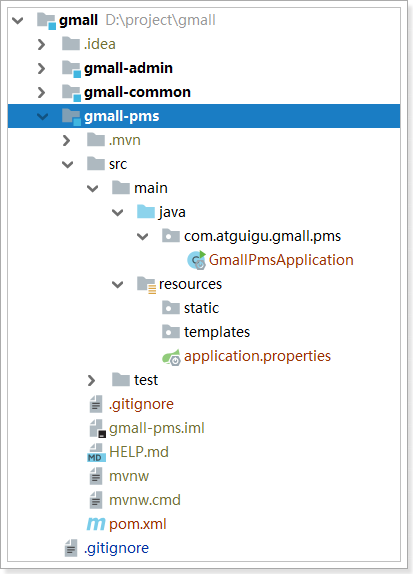 gmall D:\project\gmall
.idea
gmall-admin
gmall-common
gmall-pms
.mvn
src
main
java
com.atguigu.gmall.pms
GmallPmsApplication
resources
static
templates
application.properties
test
.gitignore
gmall-pms.iml
HELP.md
mvnw
mvnw.cmd
pom.xml
.gitignore